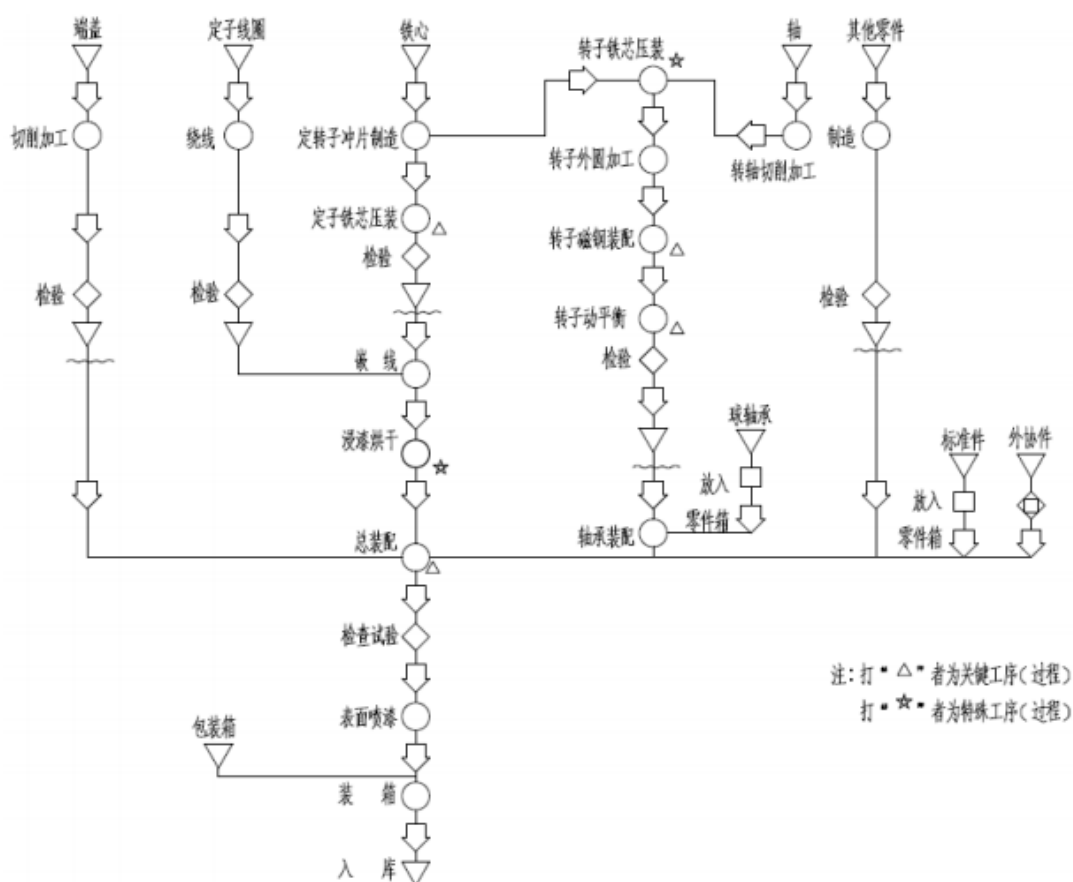 端盖
定子线圈
铁心
转子铁芯压装
轴
其他零件
切削加工
绕线
定转子冲片制造
转子外圆加工
转轴切削加工
制造
定子铁芯压装
检验
转子磁钢装配
检验
检验
转子动平衡
检验
检验
嵌 线
浸漆烘干
球轴承
放入
零件箱
标准件
外协件
放入
零件箱
总装配
轴承装配
检查试验
表面喷漆
包装箱
装 箱
入 库
注:打"△"者为关键工序(过程)
打"☆"者为特殊工序(过程)